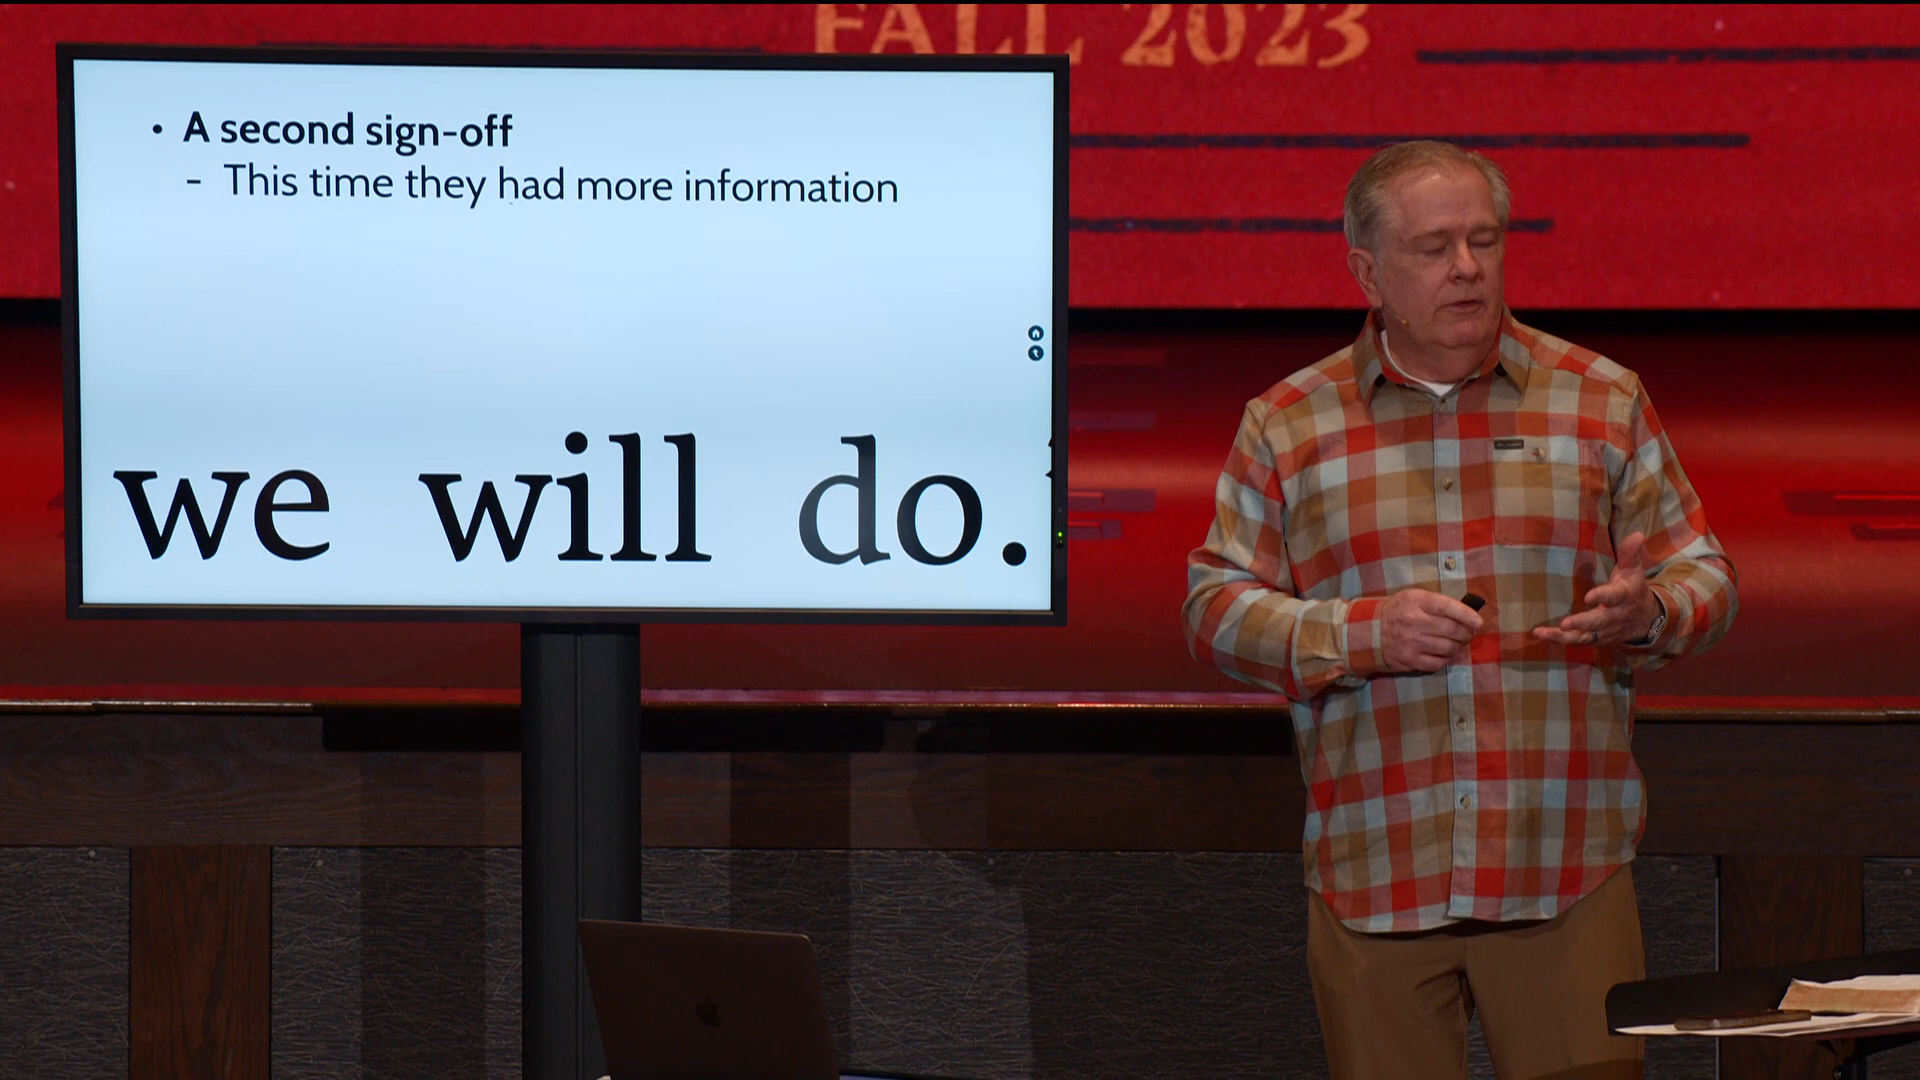 FALL 2023
• A second sign-off
- This time they had more information
we will do.